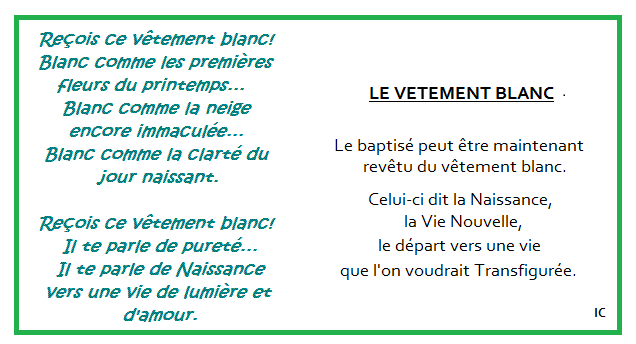 Reçois ce vêtement blanc!
Blanc comme les premières
fleurs du printemps...
Blanc comme la neige
encore immaculée...
Blanc comme la clarté du
jour naissant.
Reçois ce vêtement blanc!
Il te parle de pureté...
Il te parle de Naissance
vers une vie de lumière et
d'amour.
LE VETEMENT BLANC .
Le baptisé peut être maintenant
revêtu du vêtement blanc.
Celui-ci dit la Naissance,
la Vie Nouvelle,
le départ vers une vie
que l'on voudrait Transfigurée.
IC